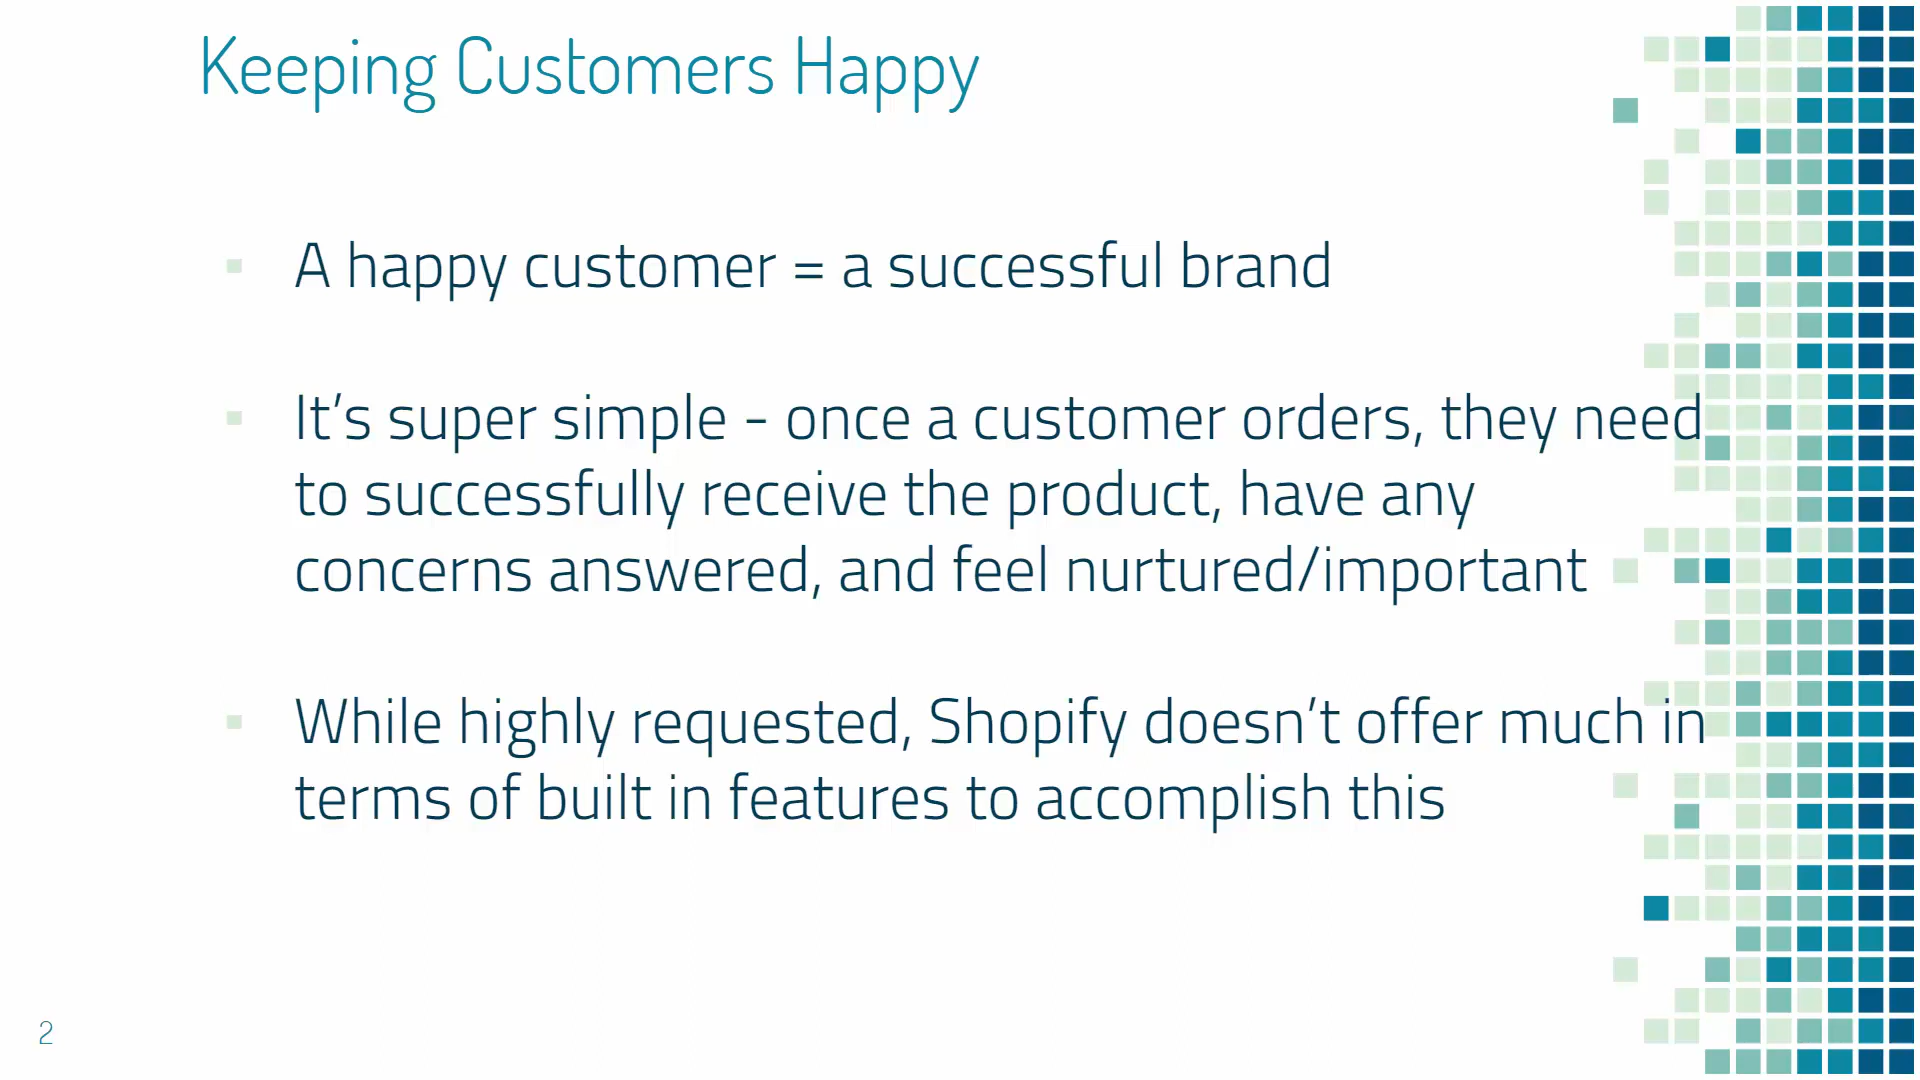 Keeping Customers Happy
▪ A happy customer = a successful brand
▪ It’s super simple - once a customer orders, they need
to successfully receive the product, have any
concerns answered, and feel nurtured/important
▪ While highly requested, Shopify doesn’t offer much in
terms of built in features to accomplish this
2